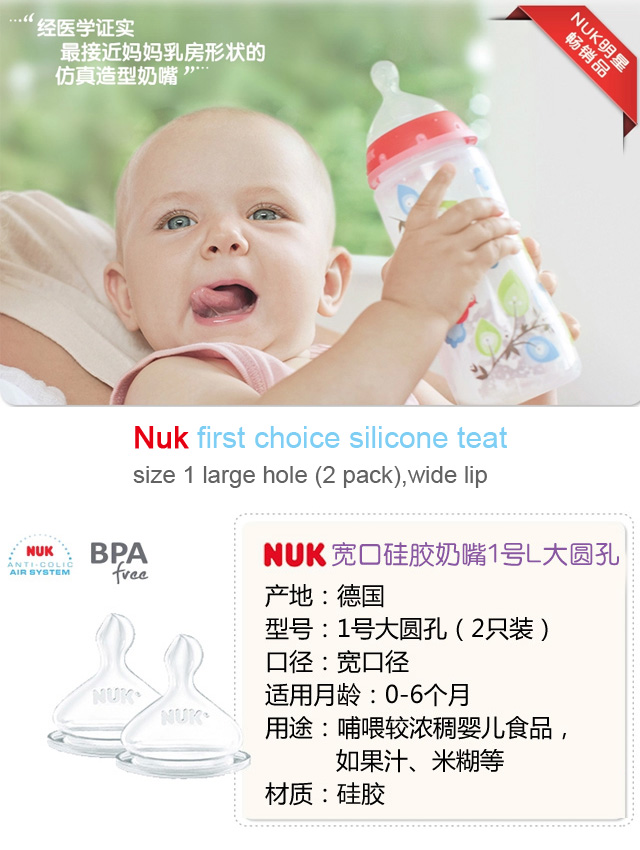 …“经医学证实
最接近妈妈乳房形状的
仿真造型奶嘴”…
NUK明星
畅销品
Nuk first choice silicone teat
size 1 large hole (2 pack),wide lip
NUK
ANTI-COLIC
AIR SYSTEM
BPA
free
NUK
NUK
NUK 宽口硅胶奶嘴1号L大圆孔
产地：德国
型号：1号大圆孔（2只装）
口径：宽口径
适用月龄：0-6个月
用途：哺喂较浓稠婴儿食品，
如果汁、米糊等
材质：硅胶